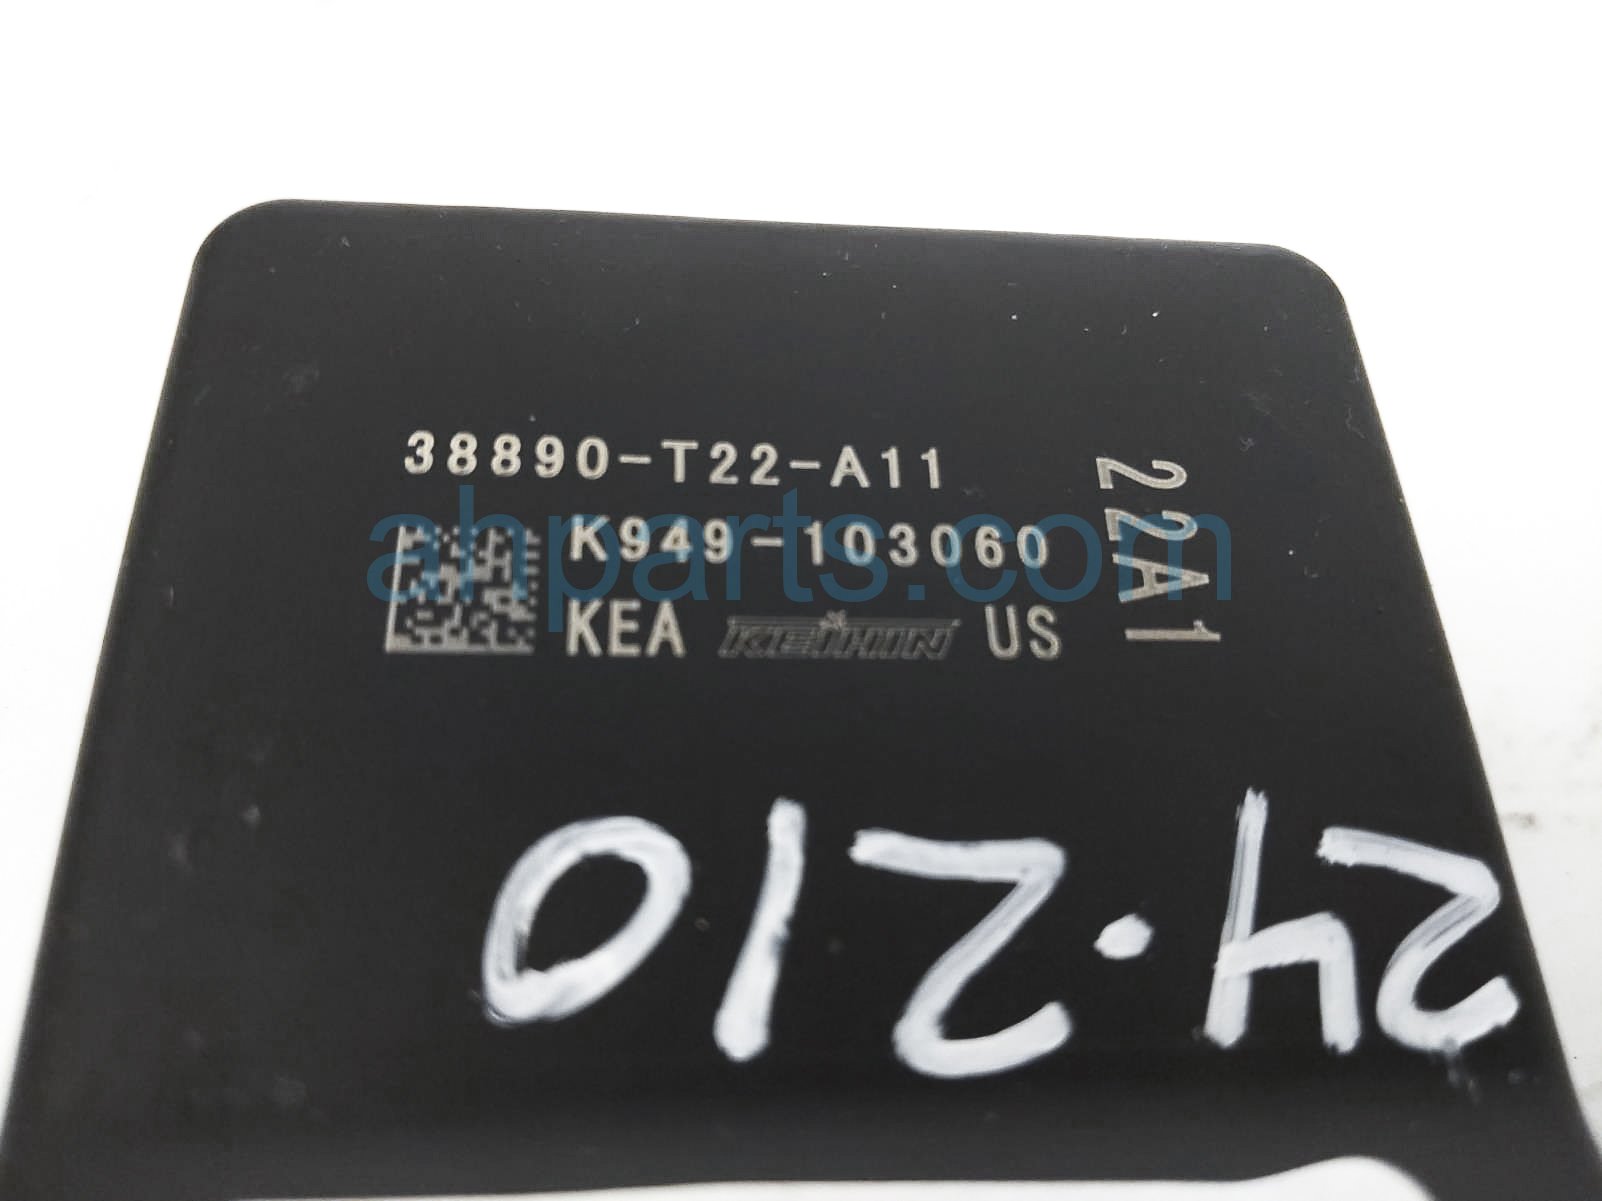 38890-T22-A11
K949-103060
KEA KEIHIN US
22A1
ahparts.com
24.210